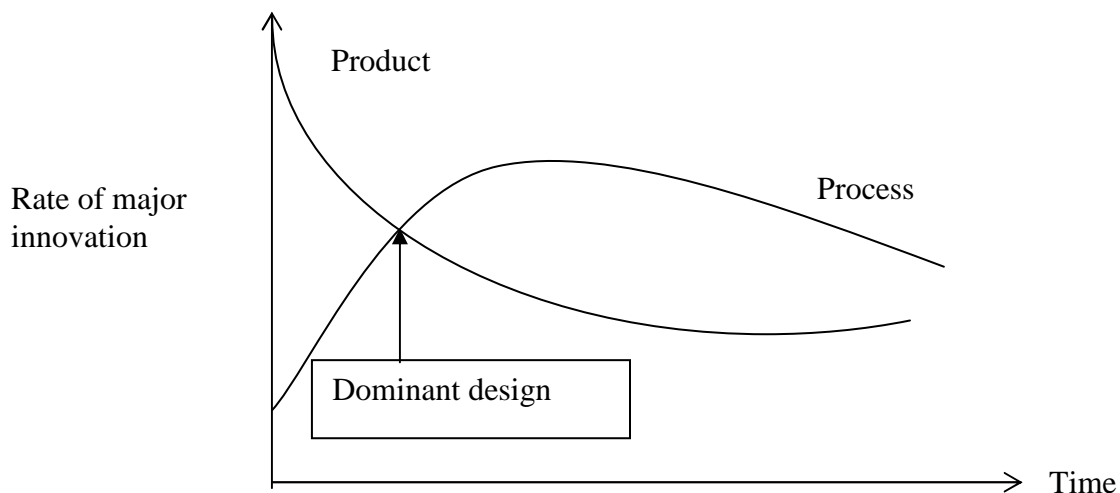 Product
Process
Rate of major
innovation
Dominant design
Time